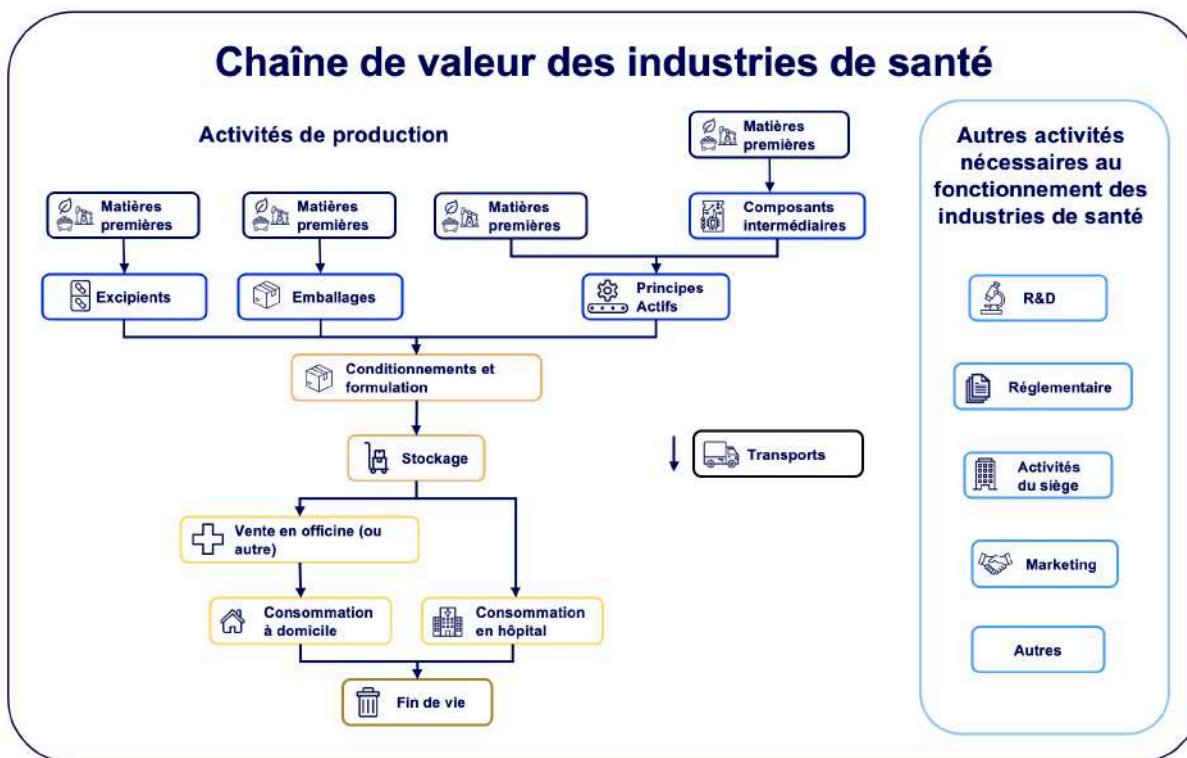 Chaîne de valeur des industries de santé
Activités de production
Matières
premières
Matières
premières
Matières
premières
Matières
premières
Composants
intermédiaires
Excipients
Emballages
Principes
Actifs
Conditionnements et
formulation
Stockage
Transports
Vente en officine (ou
autre)
Consommation
à domicile
Consommation
en hôpital
Fin de vie
Autres activités
nécessaires au
fonctionnement des
industries de santé
R&D
Réglementaire
Activités
du siège
Marketing
Autres